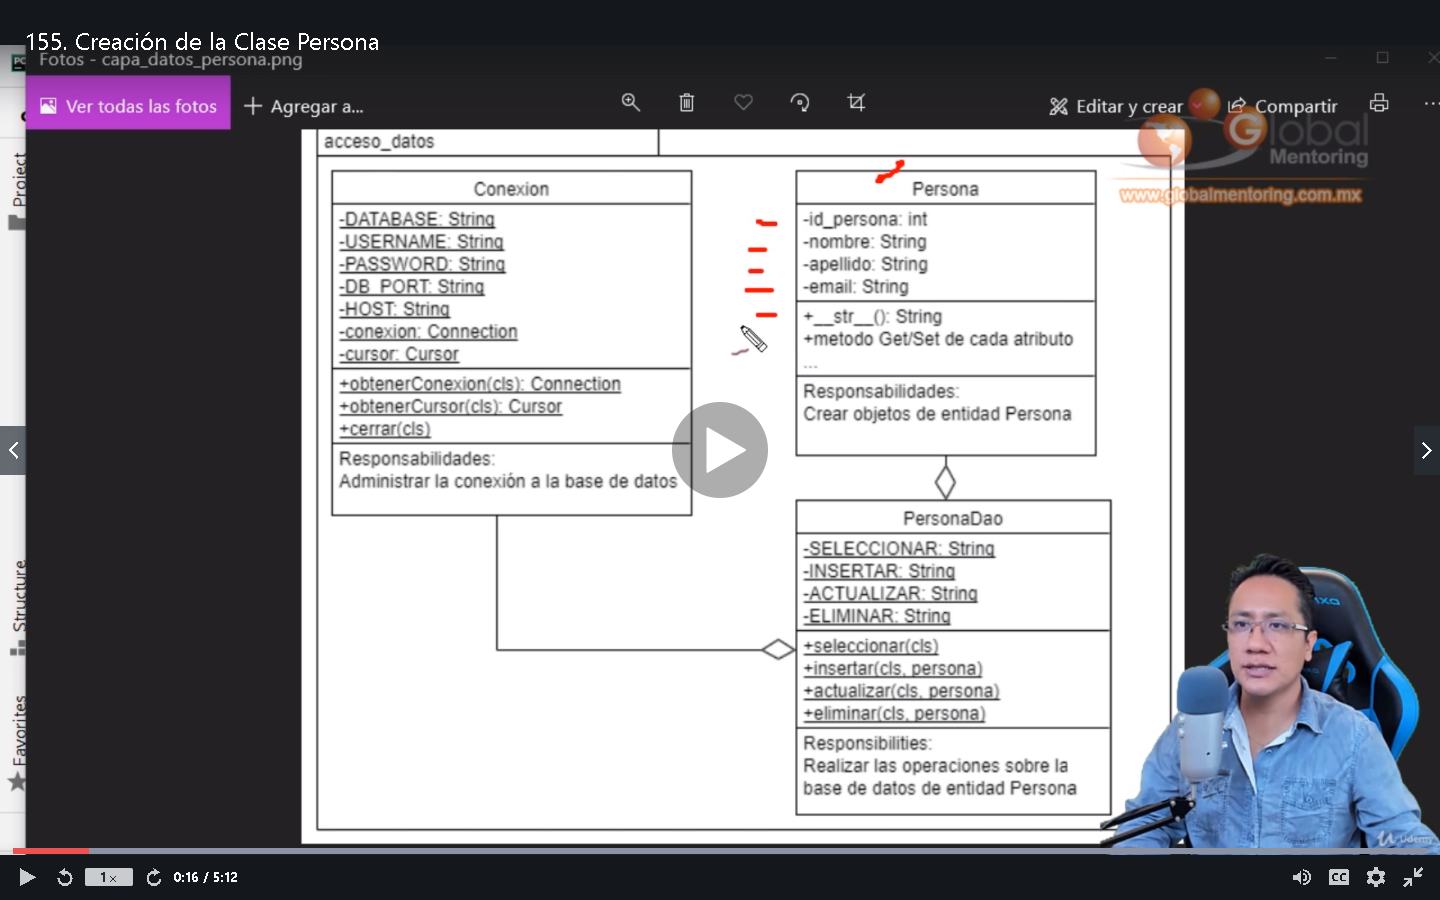 155. Creación de la Clase Persona
Fotos - capa_datos_persona.png
Ver todas las fotos
Agregar a...
Editar y crear
Compartir
Global
Mentoring
www.globalmentoring.com.mx
Project
Structure
Favorites
acceso_datos
Conexion
-DATABASE: String
-USERNAME: String
-PASSWORD: String
-DB_PORT: String
-HOST: String
-conexion: Connection
-cursor: Cursor
+obtenerConexion(cls): Connection
+obtenerCursor(cls): Cursor
+cerrar(cls)
Responsabilidades:
Administrar la conexión a la base de datos
Persona
-id_persona: int
-nombre: String
-apellido: String
-email: String
+__str__(): String
+metodo Get/Set de cada atributo
...
Responsabilidades:
Crear objetos de entidad Persona
PersonaDao
-SELECCIONAR: String
-INSERTAR: String
-ACTUALIZAR: String
-ELIMINAR: String
+seleccionar(cls)
+insertar(cls, persona)
+actualizar(cls, persona)
+eliminar(cls, persona)
Responsibilities:
Realizar las operaciones sobre la
base de datos de entidad Persona
Udemy
1x
0:16 / 5:12
CC